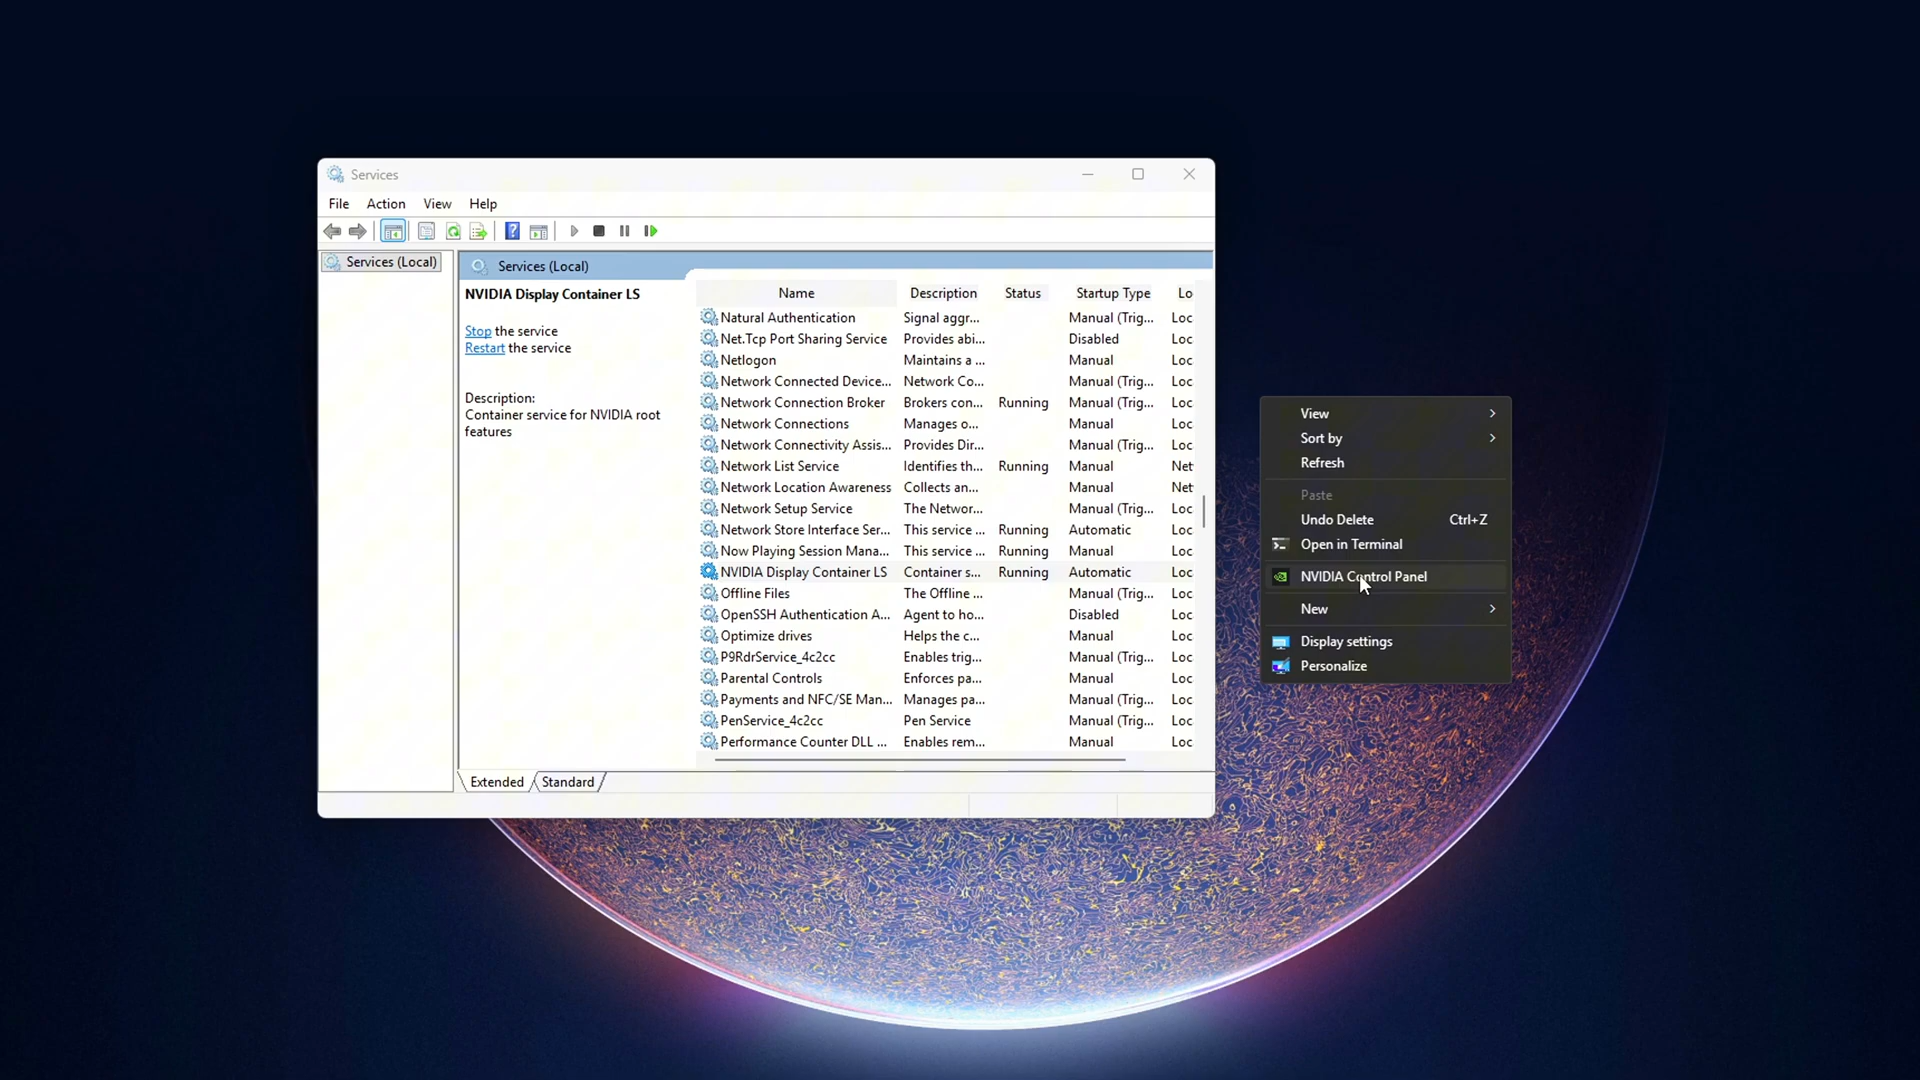 Services
File Action View Help
Services (Local)
Services (Local)
NVIDIA Display Container LS
Stop the service
Restart the service
Description:
Container service for NVIDIA root
features
Name Description Status Startup Type Lo
Natural Authentication Signal aggr... Manual (Trig... Loc
Net.Tcp Port Sharing Service Provides abi... Disabled Loc
Netlogon Maintains a ... Manual Loc
Network Connected Device... Network Co... Manual (Trig... Loc
Network Connection Broker Brokers con... Running Manual (Trig... Loc
Network Connections Manages o... Manual Loc
Network Connectivity Assis... Provides Dir... Manual (Trig... Loc
Network List Service Identifies th... Running Manual Net
Network Location Awareness Collects an... Manual Net
Network Setup Service The Networ... Manual (Trig... Loc
Network Store Interface Ser... This service ... Running Automatic Loc
Now Playing Session Mana... This service ... Running Manual Loc
NVIDIA Display Container LS Container s... Running Automatic Loc
Offline Files The Offline ... Manual (Trig... Loc
OpenSSH Authentication A... Agent to ho... Disabled Loc
Optimize drives Helps the c... Manual Loc
P9RdrService_4c2cc Enables trig... Manual (Trig... Loc
Parental Controls Enforces pa... Manual Loc
Payments and NFC/SE Man... Manages pa... Manual (Trig... Loc
PenService_4c2cc Pen Service Manual (Trig... Loc
Performance Counter DLL ... Enables rem... Manual Loc
Extended Standard
View
Sort by
Refresh
Paste
Undo Delete Ctrl+Z
Open in Terminal
NVIDIA Control Panel
New
Display settings
Personalize